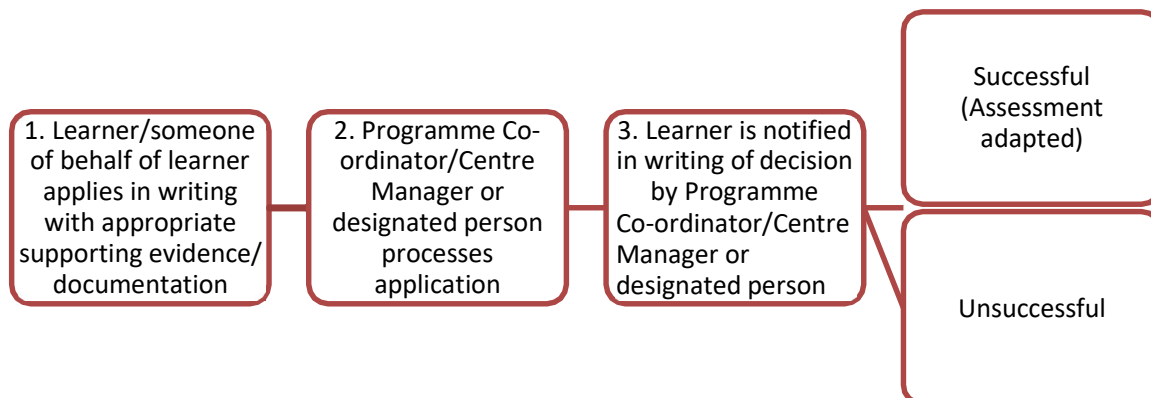 1. Learner/someone
of behalf of learner
applies in writing
with appropriate
supporting evidence/
documentation
2. Programme Co-
ordinator/Centre
Manager or
designated person
processes
application
3. Learner is notified
in writing of decision
by Programme
Co-ordinator/Centre
Manager or
designated person
Successful
(Assessment
adapted)
Unsuccessful